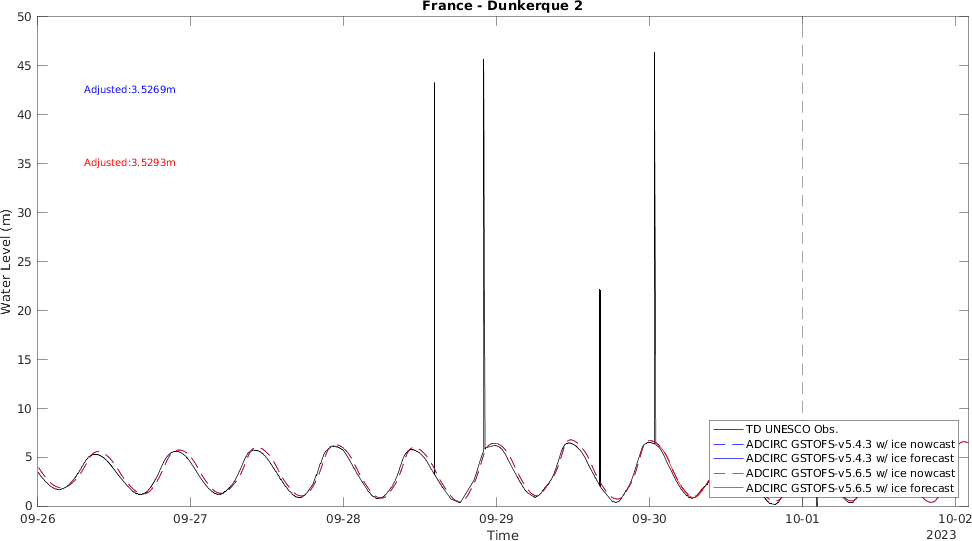 France - Dunkerque 2
50
45
40
35
30
25
20
15
10
5
0
Water Level (m)
Adjusted:3.5269m
Adjusted:3.5293m
TD UNESCO Obs.
ADCIRC GSTOFS-v5.4.3 w/ ice nowcast
ADCIRC GSTOFS-v5.4.3 w/ ice forecast
ADCIRC GSTOFS-v5.6.5 w/ ice nowcast
ADCIRC GSTOFS-v5.6.5 w/ ice forecast
09-26 09-27 09-28 09-29 09-30 10-01 10-02
Time
2023